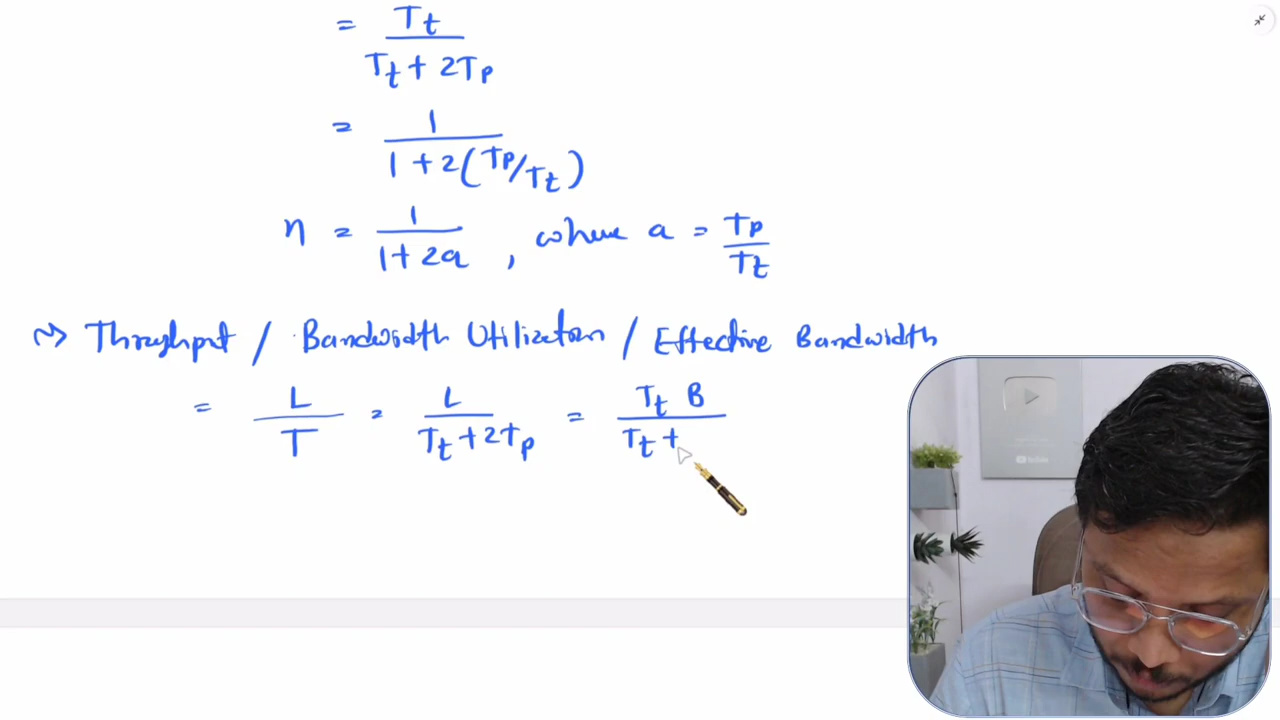 = Tt / Tt + 2Tp
= 1 / 1 + 2(Tp/Tt)
η = 1 / 1 + 2a , where a = Tp / Tt
~> Throughput / Bandwidth Utilization / Effective Bandwidth
= L / T = L / Tt + 2Tp = Tt B / Tt +
YouTube